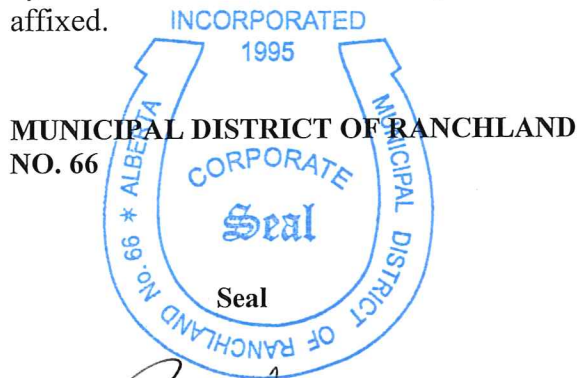 affixed.
INCORPORATED
1995
MUNICIPAL DISTRICT OF RANCHLAND
NO. 66
MUNICIPAL DISTRICT OF RANCHLAND No. 66 * ALBERTA
CORPORATE
Seal
Seal